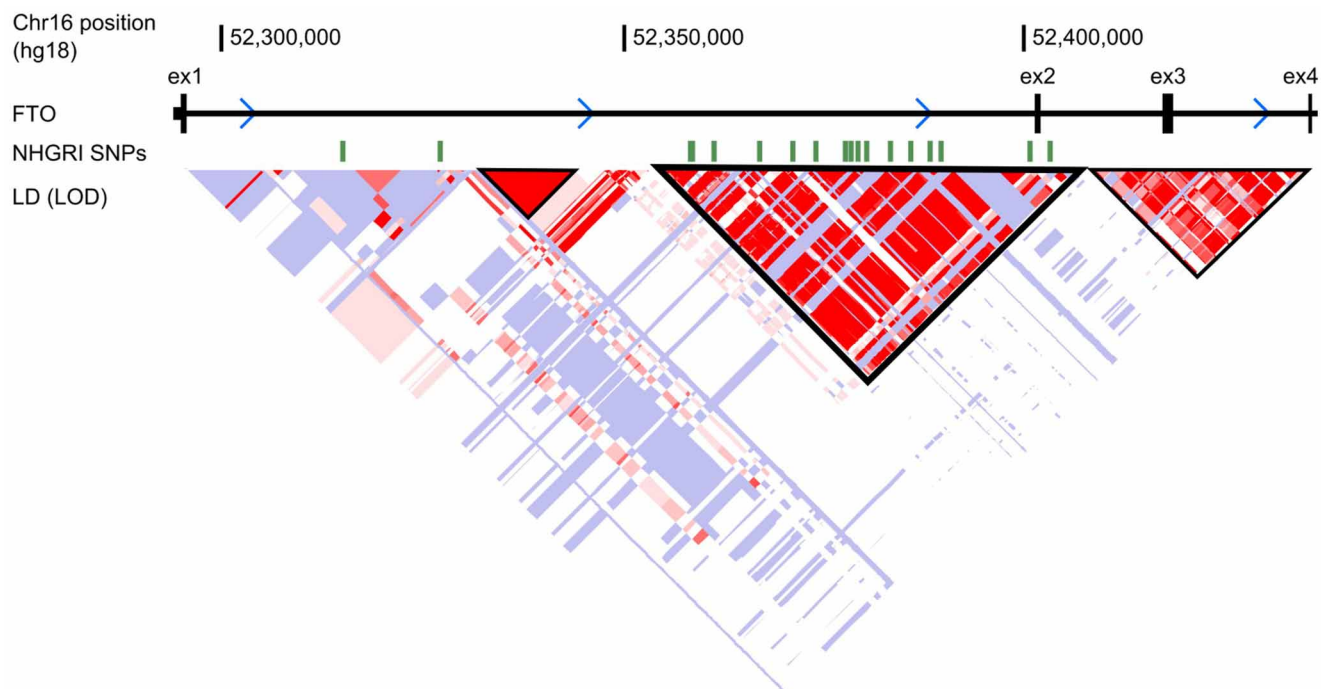 Chr16 position
(hg18)
52,300,000
52,350,000
52,400,000
ex1
ex2
ex3
ex4
FTO
NHGRI SNPs
LD (LOD)